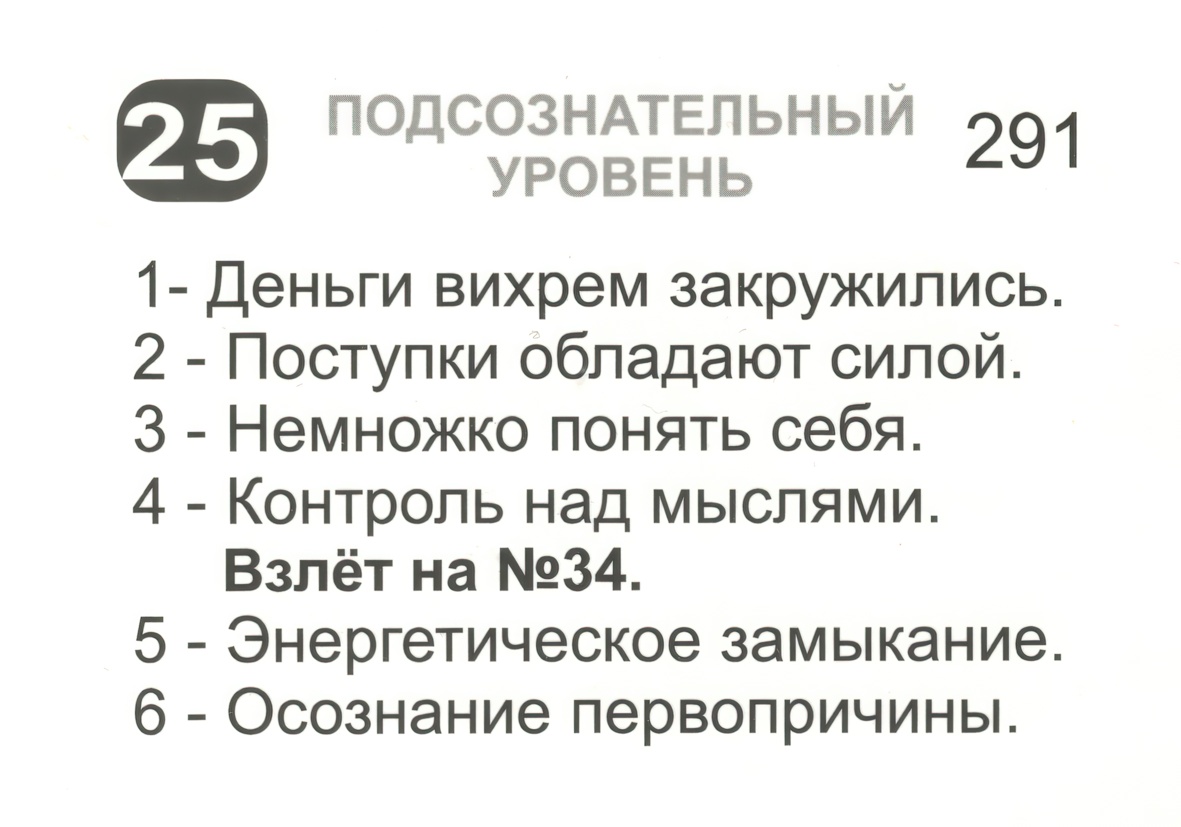 25 ПОДСОЗНАТЕЛЬНЫЙ 291
УРОВЕНЬ
1- Деньги вихрем закружились.
2 - Поступки обладают силой.
3 - Немножко понять себя.
4 - Контроль над мыслями.
Взлёт на №34.
5 - Энергетическое замыкание.
6 - Осознание первопричины.